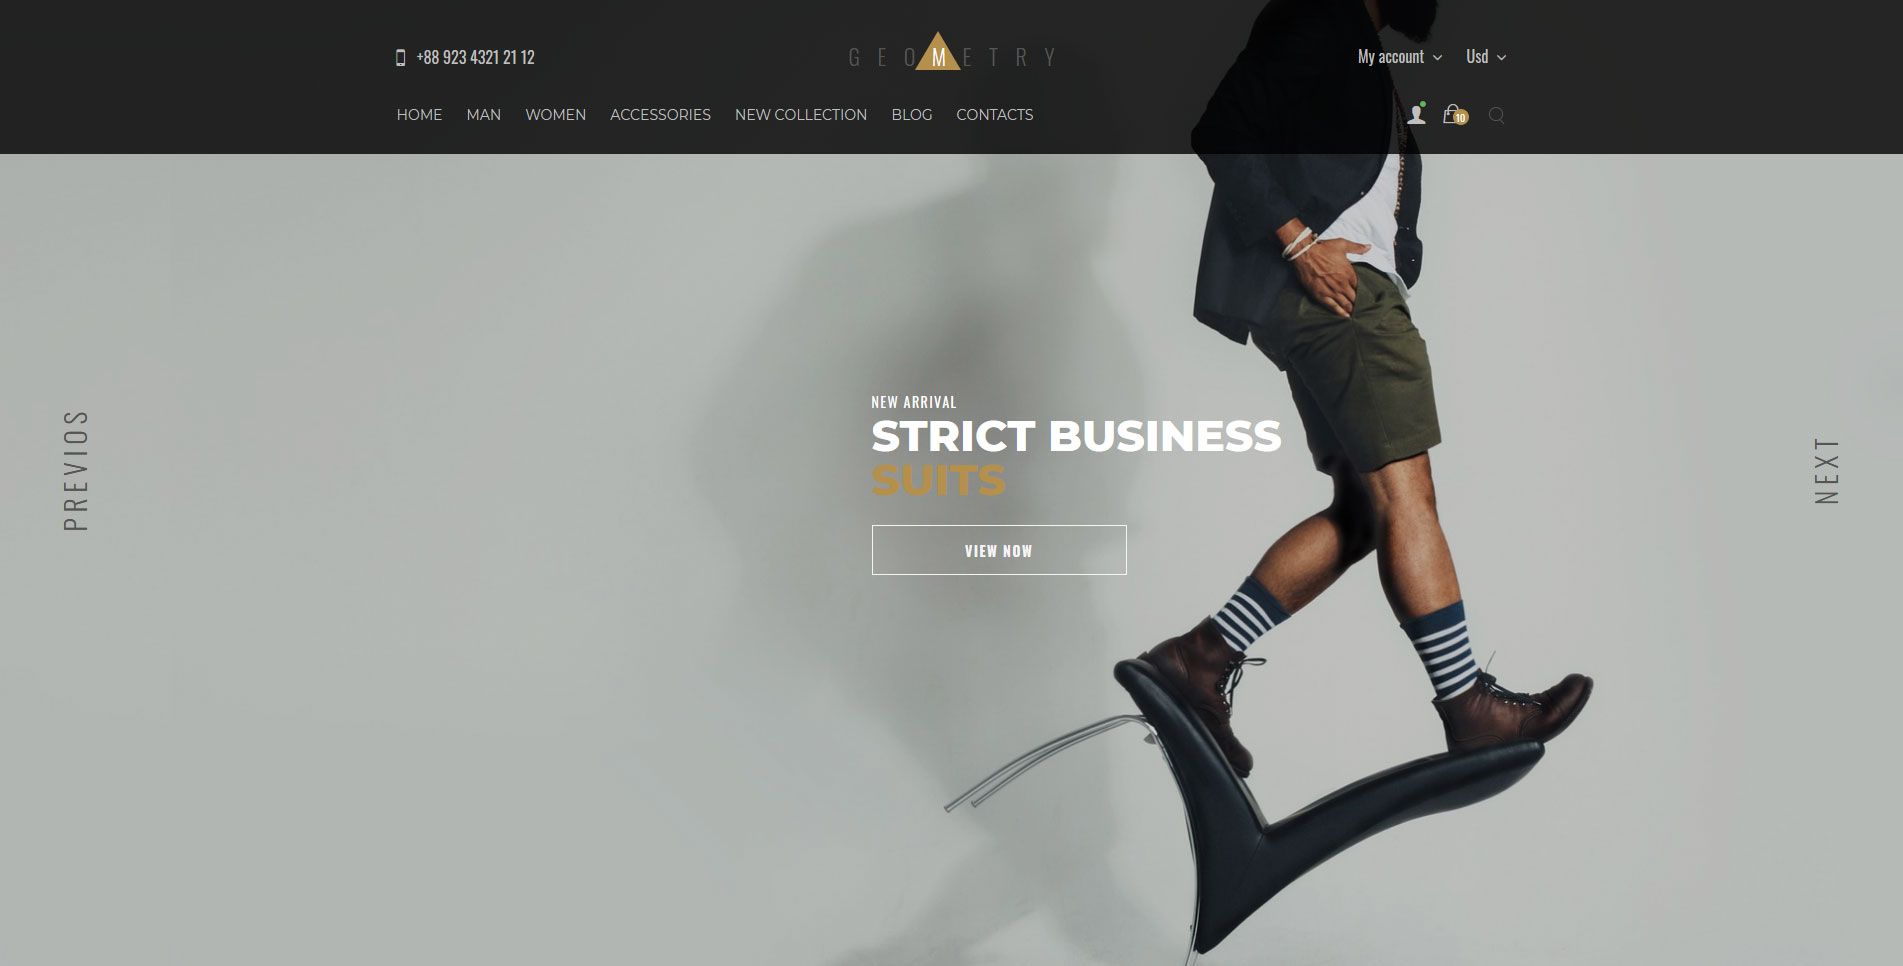 +88 923 4321 21 12
GEOMETRY
My account
Usd
HOME MAN WOMEN ACCESSORIES NEW COLLECTION BLOG CONTACTS
10
NEW ARRIVAL
STRICT BUSINESS
SUITS
VIEW NOW
PREVIOS
NEXT